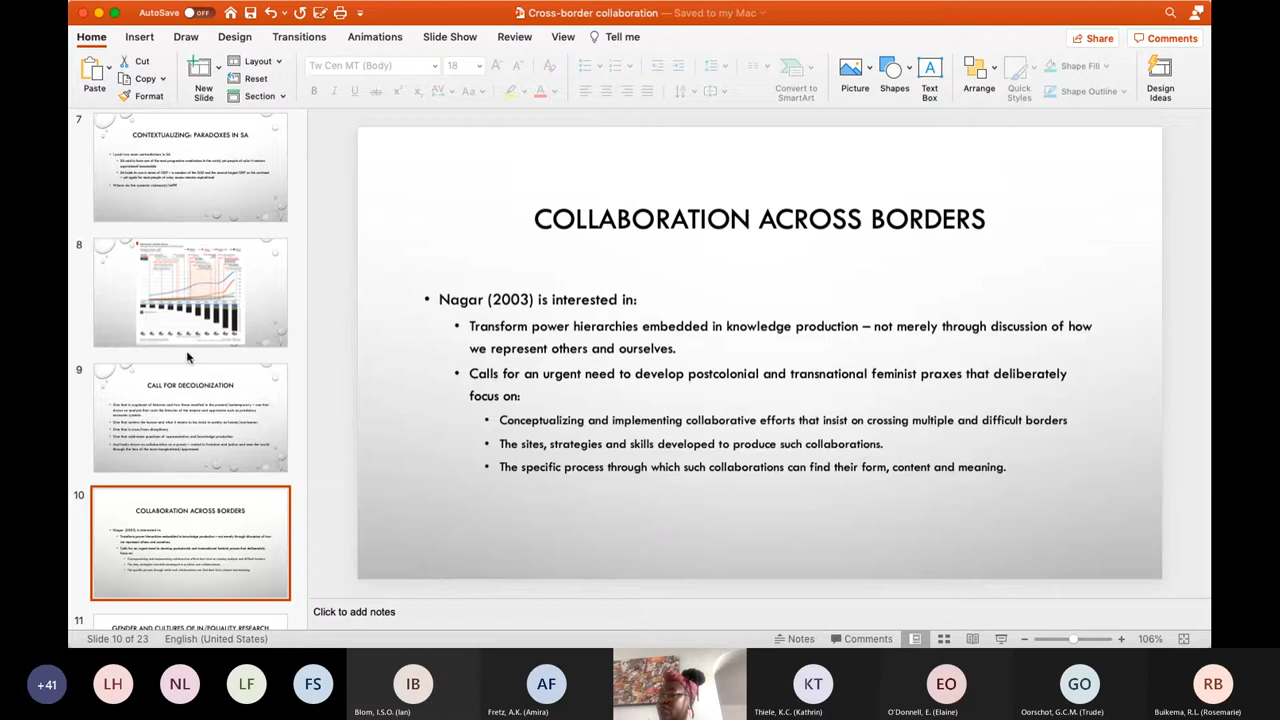 AutoSave OFF
Cross-border collaboration — Saved to my Mac
Home Insert Draw Design Transitions Animations Slide Show Review View Tell me
Share Comments
Paste
Cut
Copy
Format
New
Slide
Layout
Reset
Section
Tw Cen MT (Body)
Convert to
SmartArt
Picture
Shapes
Text
Box
Arrange
Quick
Styles
Shape Fill
Shape Outline
Design
Ideas
7
CONTEXTUALIZING: PARADOXES IN SA
8
9
CALL FOR DECOLONIZATION
10
COLLABORATION ACROSS BORDERS
Nagar (2003) is interested in:
11
GENDER AND CULTURES OF IN/EQUALITY RESEARCH
COLLABORATION ACROSS BORDERS
• Nagar (2003) is interested in:
• Transform power hierarchies embedded in knowledge production – not merely through discussion of how
we represent others and ourselves.
• Calls for an urgent need to develop postcolonial and transnational feminist praxes that deliberately
focus on:
• Conceptualizing and implementing collaborative efforts that insist on crossing multiple and difficult borders
• The sites, strategies and skills developed to produce such collaborations.
• The specific process through which such collaborations can find their form, content and meaning.
Click to add notes
Slide 10 of 23 English (United States) Notes Comments 106%
+41 LH NL LF FS IB AF KT EO GO RB
Blom, I.S.O. (Ian) Fretz, A.K. (Amira) Thiele, K.C. (Kathrin) O'Donnell, E. (Elaine) Oorschot, G.C.M. (Trude) Buikema, R.L. (Rosemarie)